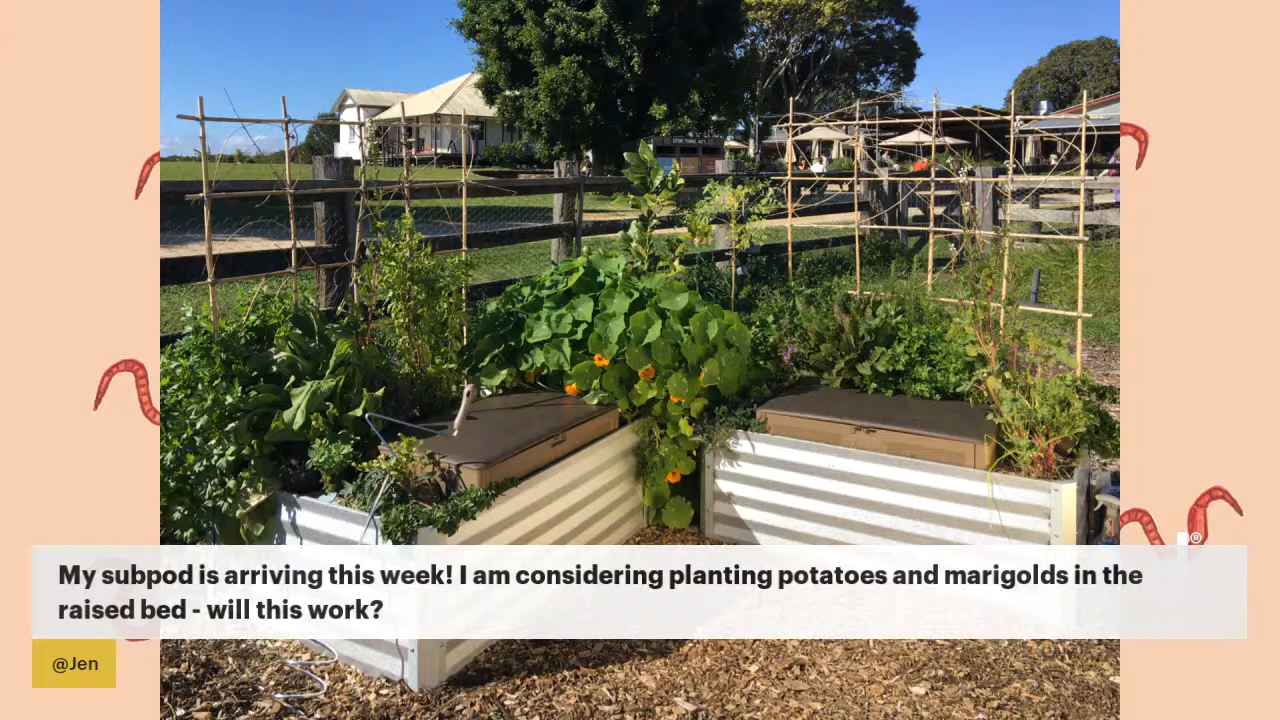 My subpod is arriving this week! I am considering planting potatoes and marigolds in the
raised bed - will this work?
@Jen